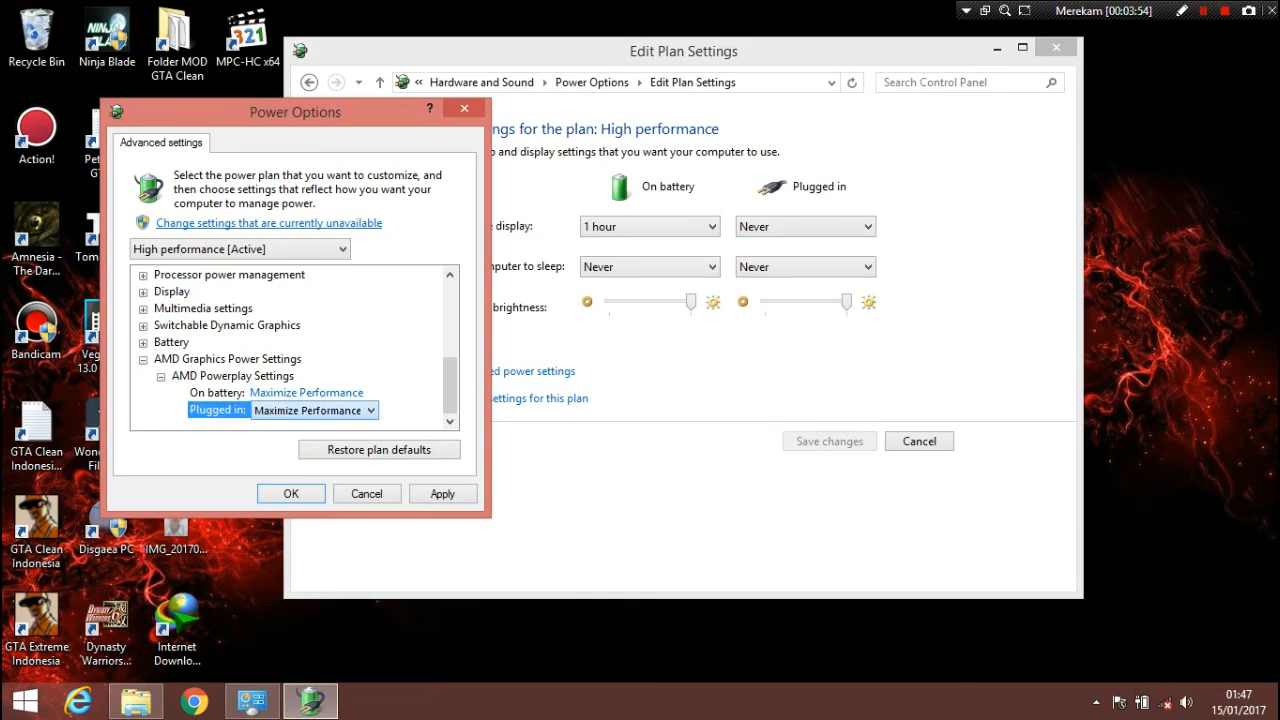 Merekam [00:03:54]
Recycle Bin
Ninja Blade
Folder MOD
GTA Clean
MPC-HC x64
Action!
Amnesia -
The Dar...
Bandicam
13.0
GTA Clean
Indonesi...
GTA Clean
Indonesia
Disgaea PC
IMG_20170...
GTA Extreme
Indonesia
Dynasty
Warriors...
Internet
Downlo...
Edit Plan Settings
Hardware and Sound
Power Options
Edit Plan Settings
Search Control Panel
ngs for the plan: High performance
p and display settings that you want your computer to use.
On battery
Plugged in
e display:
1 hour
Never
puter to sleep:
Never
Never
brightness:
ed power settings
settings for this plan
Save changes
Cancel
Power Options
?
Advanced settings
Select the power plan that you want to customize, and
then choose settings that reflect how you want your
computer to manage power.
Change settings that are currently unavailable
High performance [Active]
Processor power management
Display
Multimedia settings
Switchable Dynamic Graphics
Battery
AMD Graphics Power Settings
AMD Powerplay Settings
On battery: Maximize Performance
Plugged in: Maximize Performance
Restore plan defaults
OK
Cancel
Apply
01:47
15/01/2017